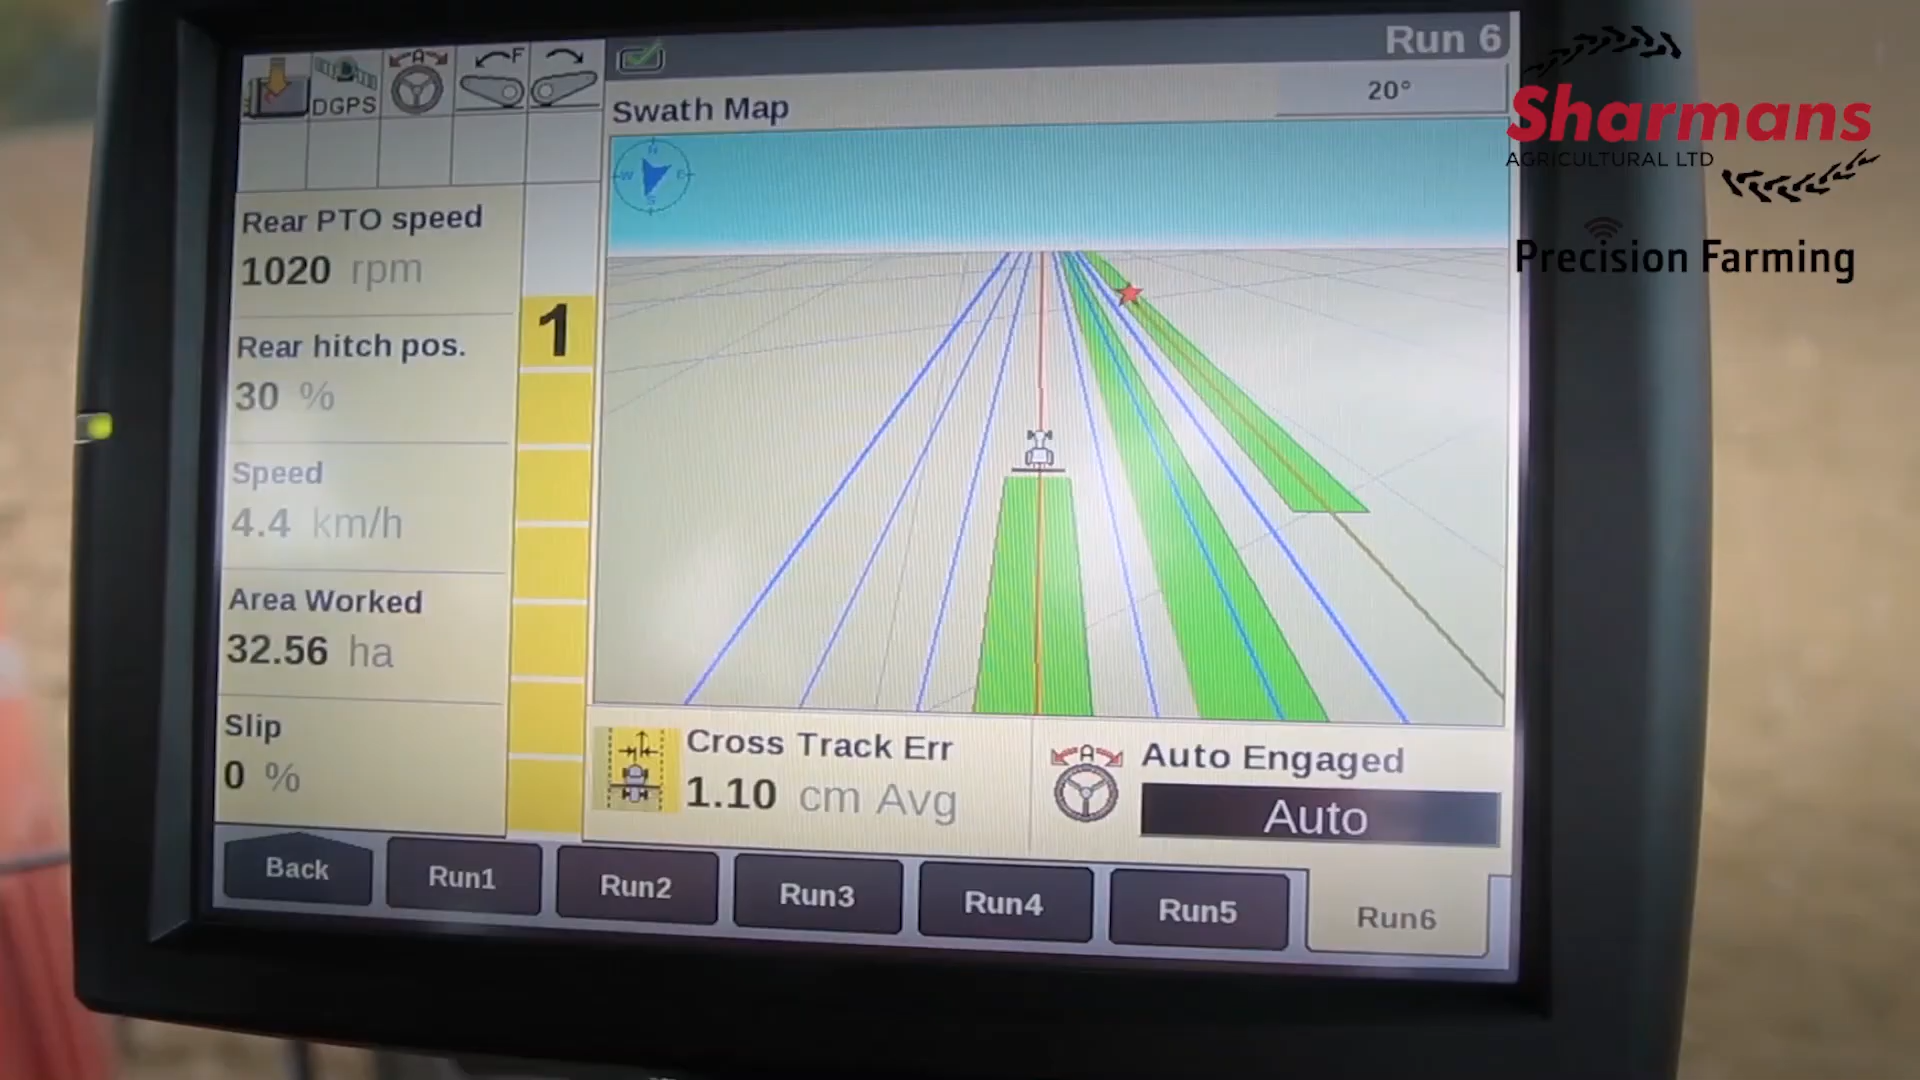 Run 6
F
A
DGPS
Swath Map
20°
N
W E
S
Sharmans
AGRICULTURAL LTD
Precision Farming
Rear PTO speed
1020 rpm
1
Rear hitch pos.
30 %
Speed
4.4 km/h
Area Worked
32.56 ha
Slip
0 %
Cross Track Err
1.10 cm Avg
A
Auto Engaged
Auto
Back
Run1
Run2
Run3
Run4
Run5
Run6